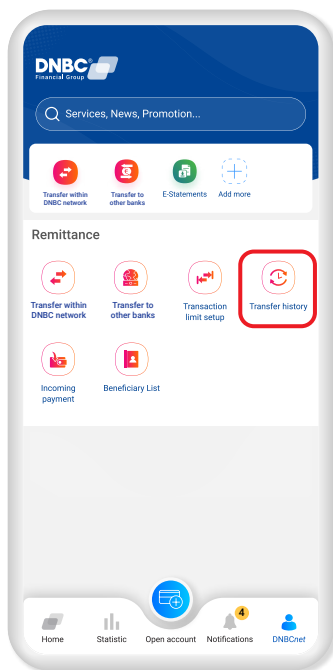 DNBC®
Financial Group
Services, News, Promotion...
Transfer within
DNBC network
Transfer to
other banks
E-Statements
Add more
Remittance
Transfer within
DNBC network
Transfer to
other banks
Transaction
limit setup
Transfer history
Incoming
payment
Beneficiary List
4
Home
Statistic
Open account
Notifications
DNBCnet